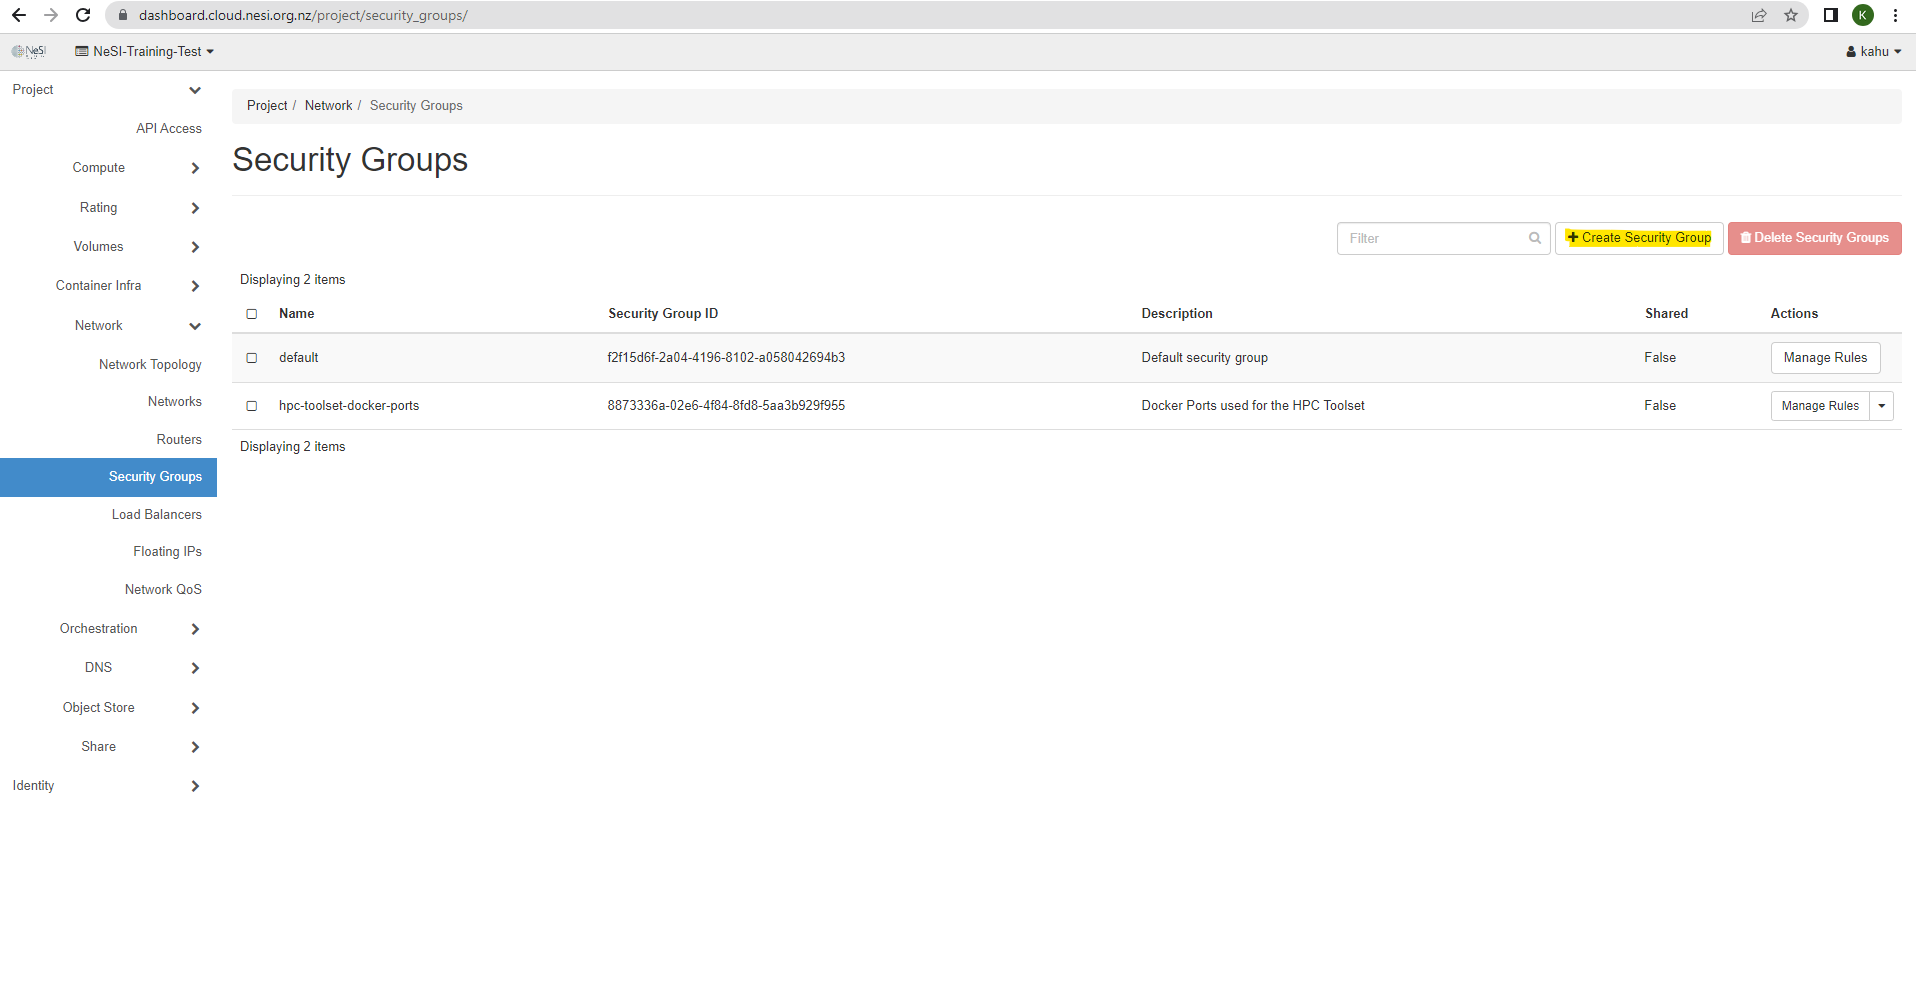 dashboard.cloud.nesi.org.nz/project/security_groups/
K
NeSI
NeSI-Training-Test
kahu
Project
API Access
Compute
Rating
Volumes
Container Infra
Network
Network Topology
Networks
Routers
Security Groups
Load Balancers
Floating IPs
Network QoS
Orchestration
DNS
Object Store
Share
Identity
Project / Network / Security Groups
Security Groups
Filter
Create Security Group
Delete Security Groups
Displaying 2 items
Name Security Group ID Description Shared Actions
default f2f15d6f-2a04-4196-8102-a058042694b3 Default security group False Manage Rules
hpc-toolset-docker-ports 8873336a-02e6-4f84-8fd8-5aa3b929f955 Docker Ports used for the HPC Toolset False Manage Rules
Displaying 2 items